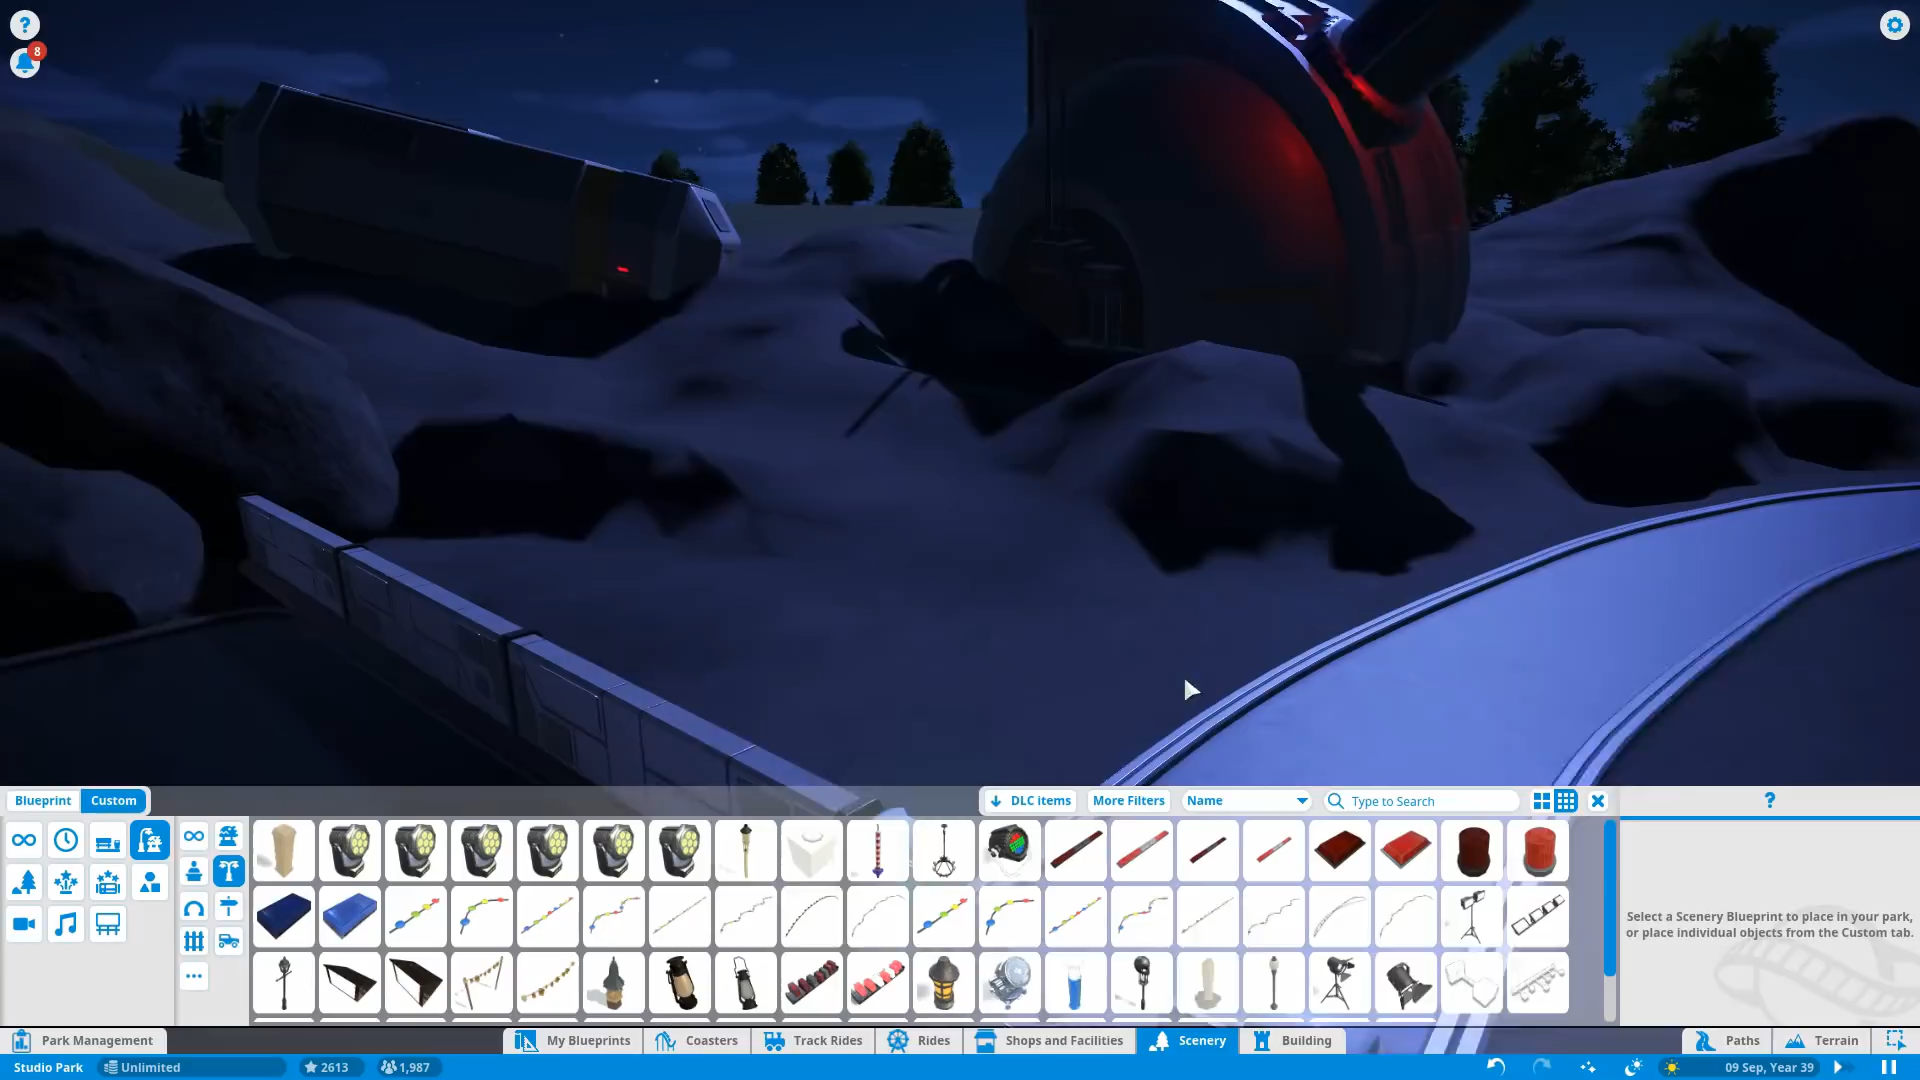 ?
8
Blueprint
Custom
DLC items
More Filters
Name
Type to Search
?
Select a Scenery Blueprint to place in your park,
or place individual objects from the Custom tab.
Park Management
My Blueprints
Coasters
Track Rides
Rides
Shops and Facilities
Scenery
Building
Paths
Terrain
Studio Park
Unlimited
2613
1,987
09 Sep, Year 39